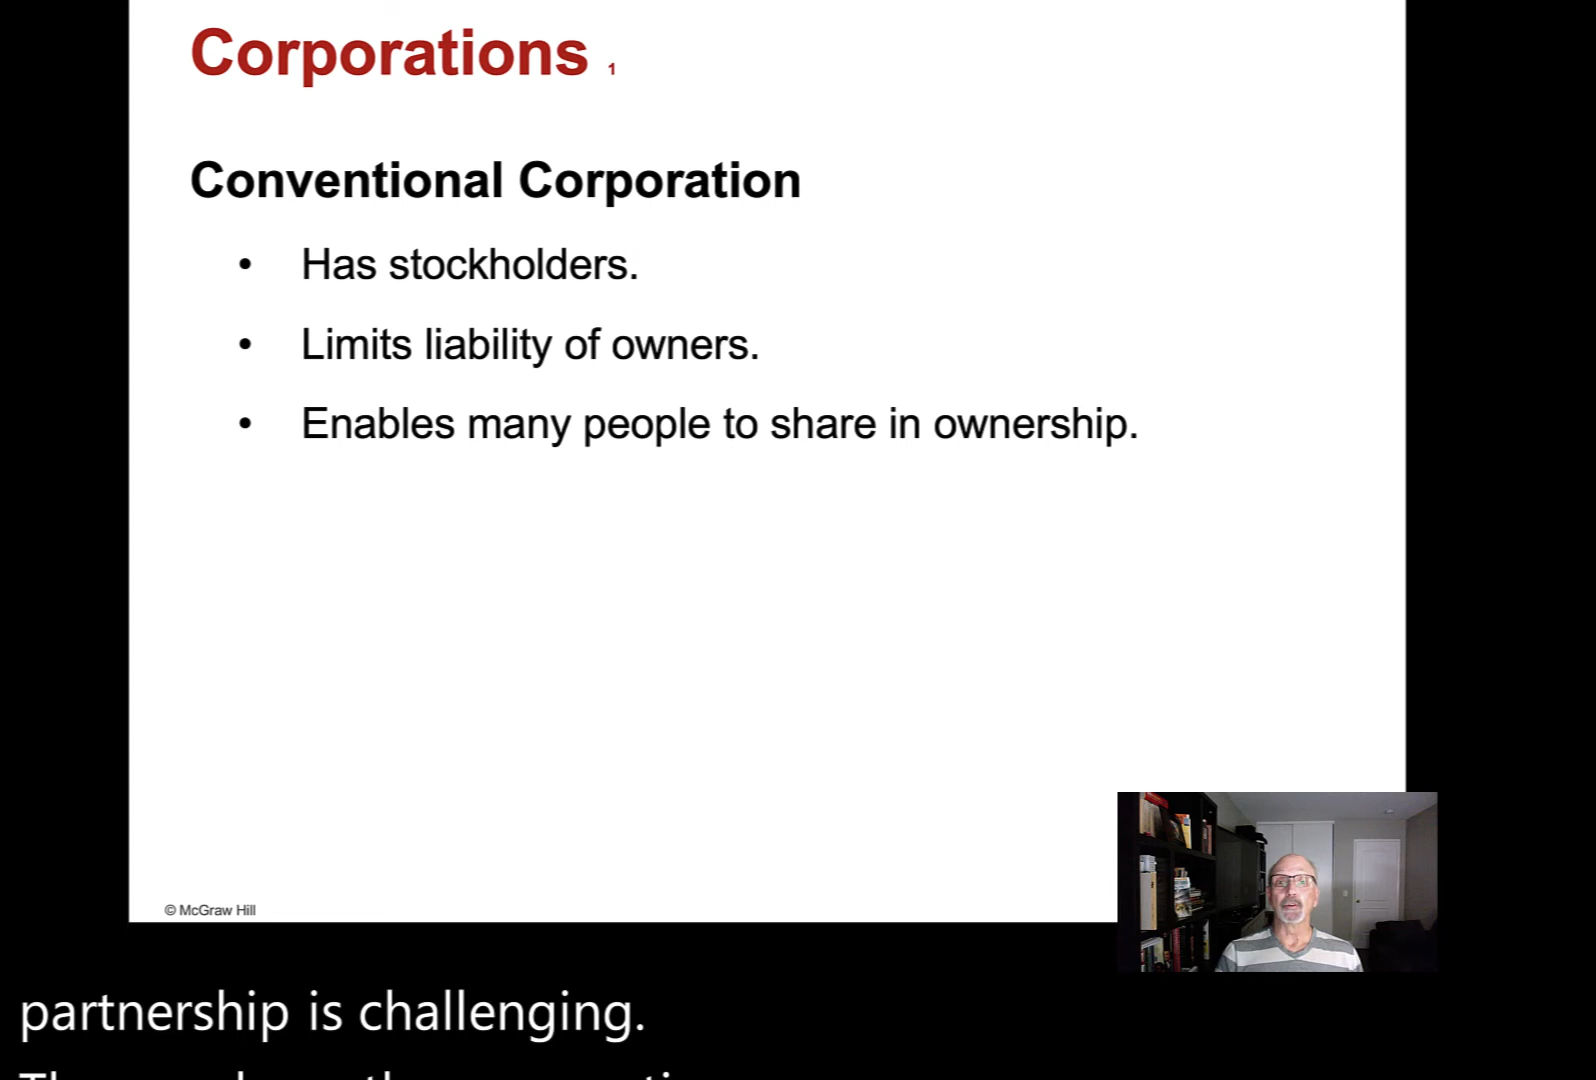 Corporations 1
Conventional Corporation
• Has stockholders.
• Limits liability of owners.
• Enables many people to share in ownership.
© McGraw Hill
partnership is challenging.